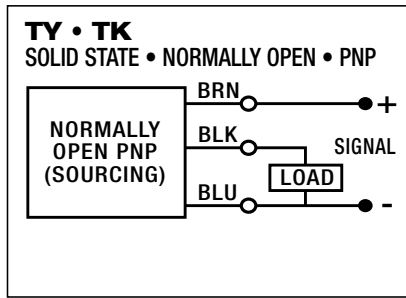 TY • TK
SOLID STATE • NORMALLY OPEN • PNP
NORMALLY
OPEN PNP
(SOURCING)
BRN
+
BLK
SIGNAL
LOAD
BLU
-